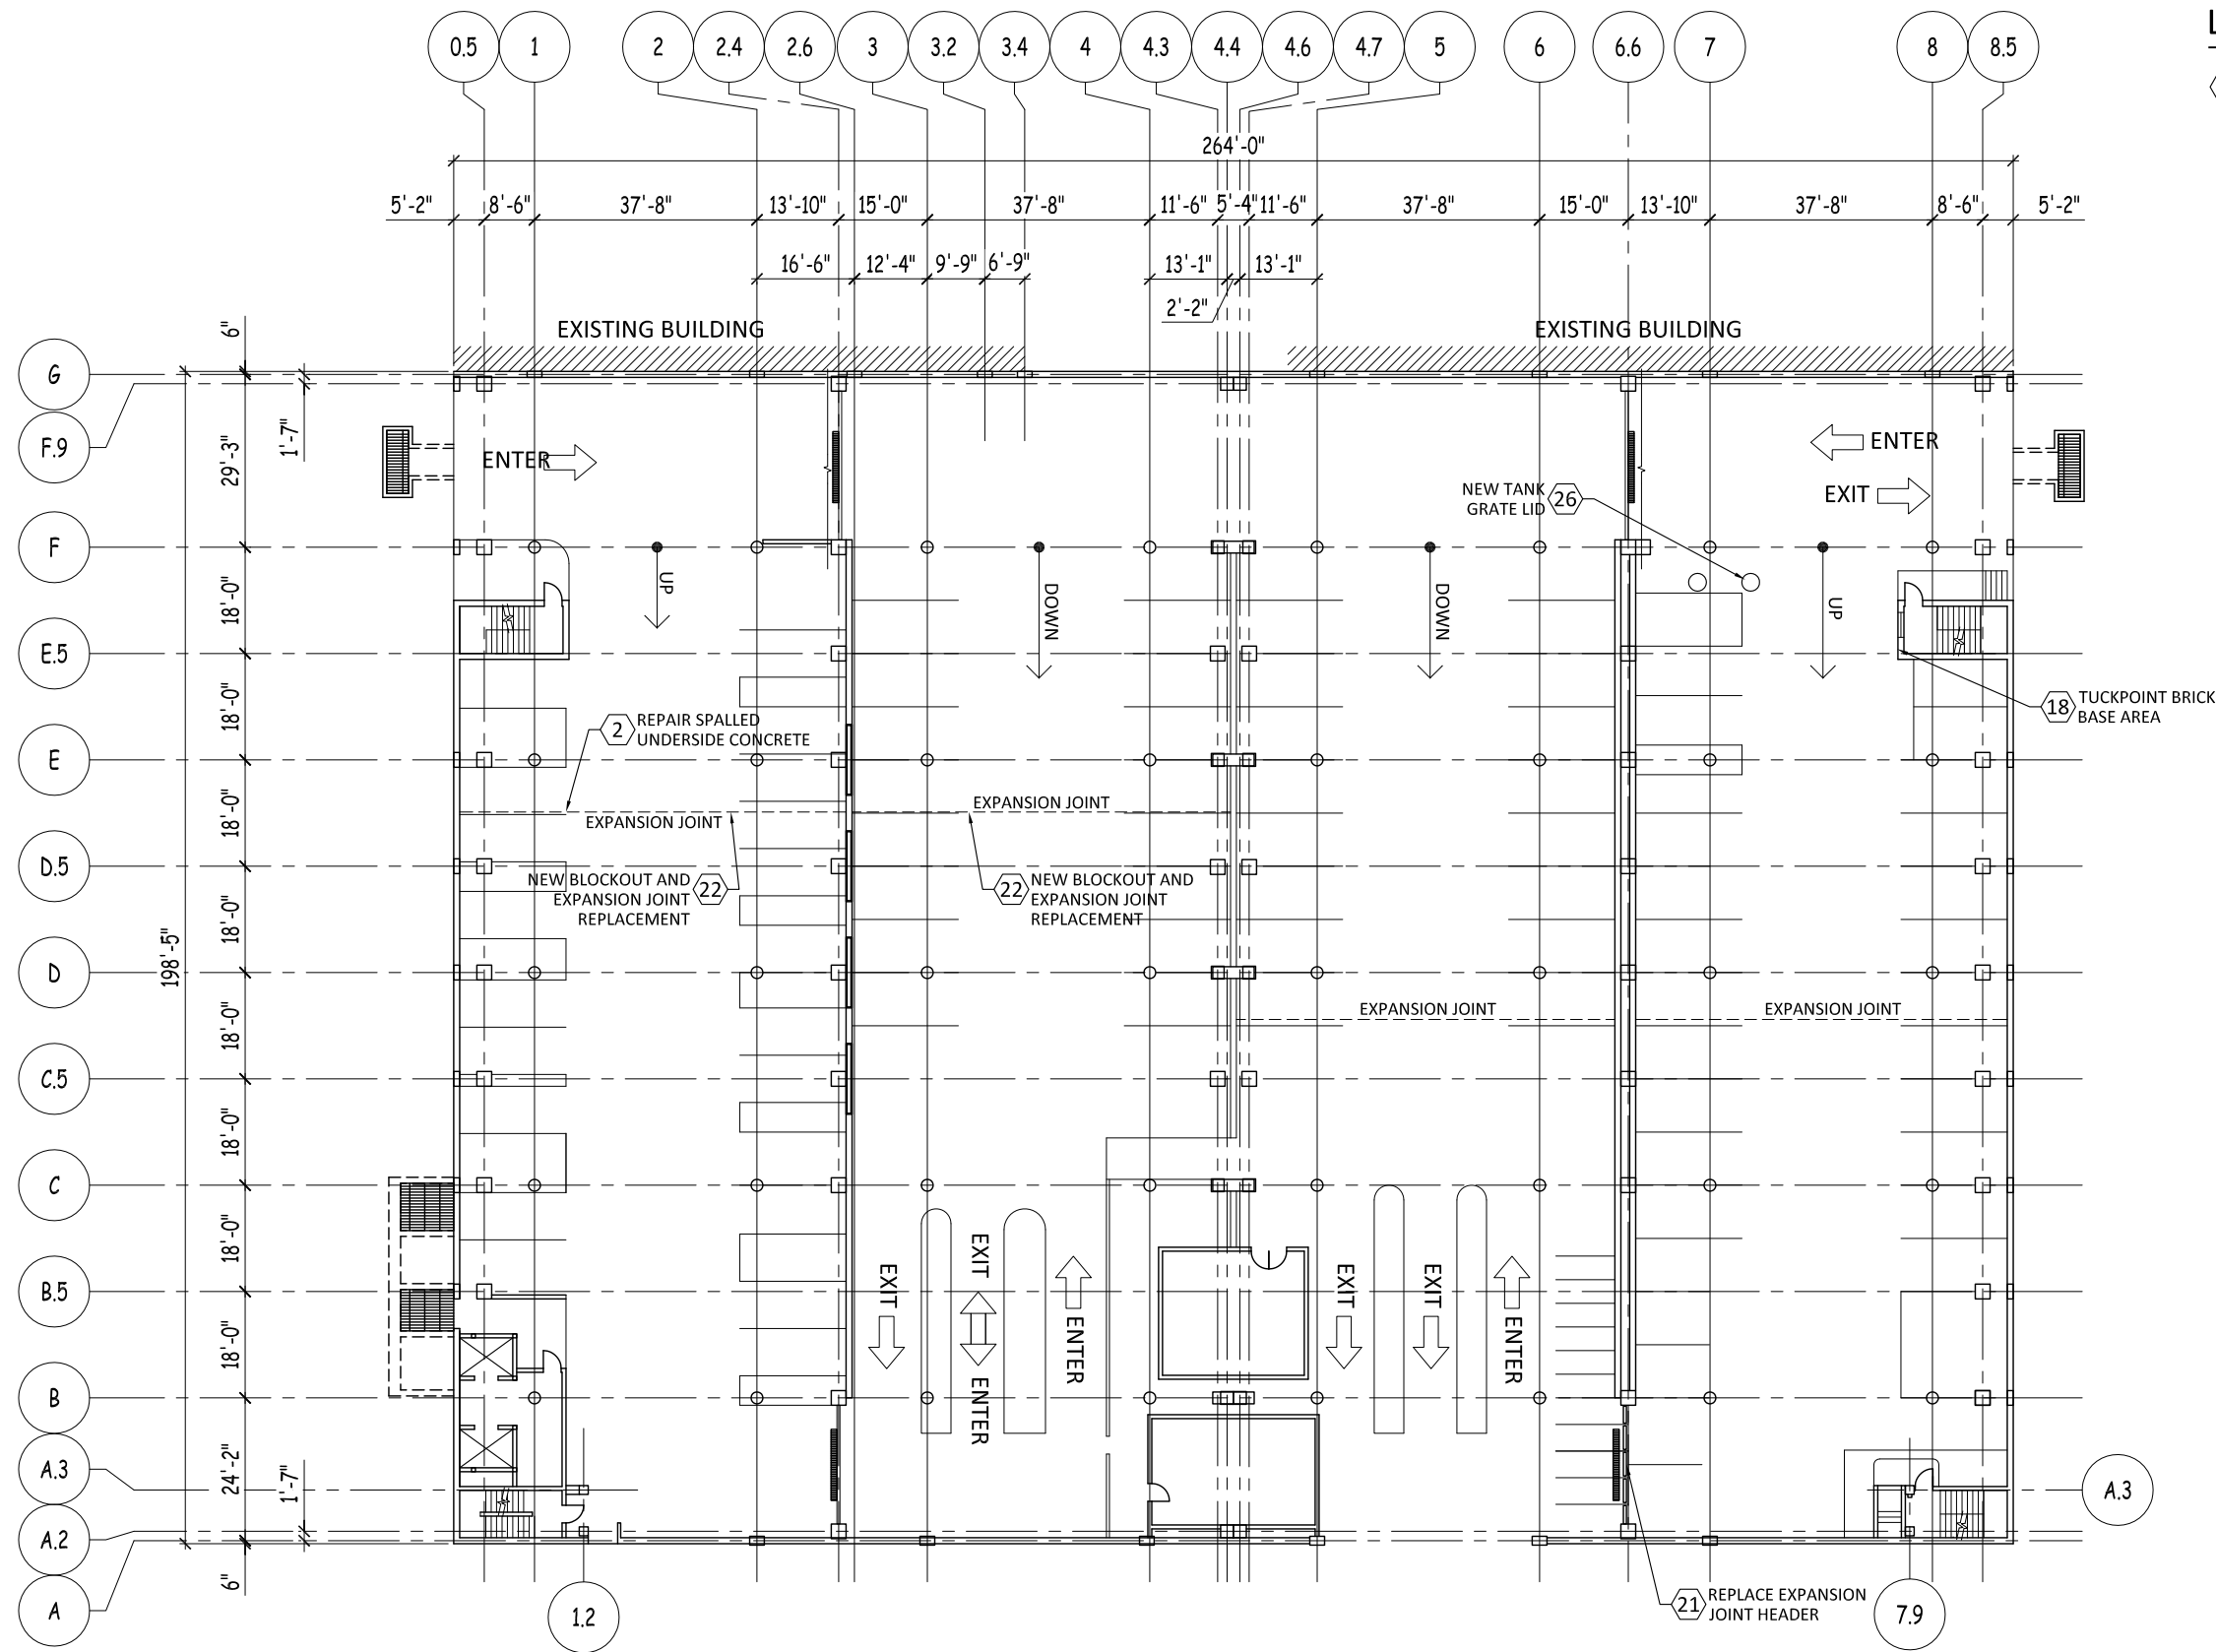 L
0.5 1 2 2.4 2.6 3 3.2 3.4 4 4.3 4.4 4.6 4.7 5 6 6.6 7 8 8.5
264'-0"
5'-2" 8'-6" 37'-8" 13'-10" 15'-0" 37'-8" 11'-6" 5'-4" 11'-6" 37'-8" 15'-0" 13'-10" 37'-8" 8'-6" 5'-2"
16'-6" 12'-4" 9'-9" 6'-9" 13'-1" 13'-1"
2'-2"
EXISTING BUILDING
EXISTING BUILDING
6"
G
F.9
29'-3"
1'-7"
ENTER
ENTER
EXIT
NEW TANK
GRATE LID
26
F
UP
DOWN
DOWN
UP
18'-0"
E.5
18'-0"
2
REPAIR SPALLED
UNDERSIDE CONCRETE
18
TUCKPOINT BRICK
BASE AREA
E
18'-0"
EXPANSION JOINT
EXPANSION JOINT
D.5
NEW BLOCKOUT AND
EXPANSION JOINT
REPLACEMENT
22
22
NEW BLOCKOUT AND
EXPANSION JOINT
REPLACEMENT
18'-0"
198'-5"
D
18'-0"
EXPANSION JOINT
EXPANSION JOINT
C.5
18'-0"
C
18'-0"
B.5
EXIT
EXIT
ENTER
ENTER
EXIT
EXIT
ENTER
18'-0"
B
24'-2"
A.3
1'-7"
A.3
A.2
6"
A
1.2
21
REPLACE EXPANSION
JOINT HEADER
7.9